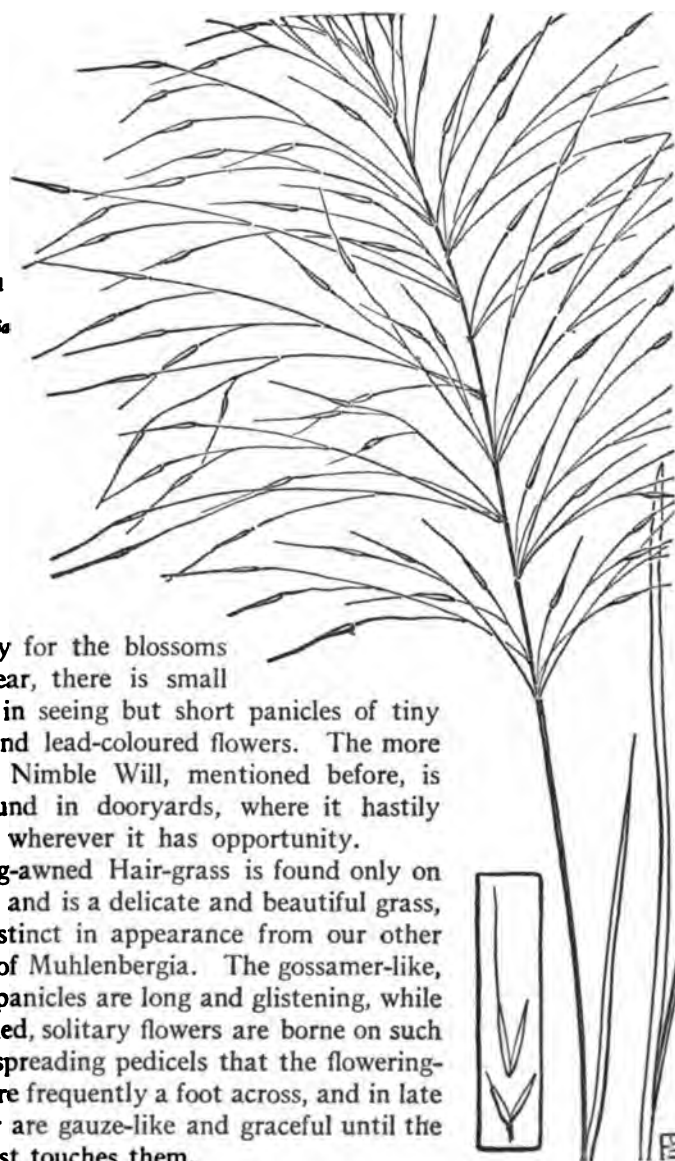 y for the blossoms
ear, there is small
in seeing but short panicles of tiny
nd lead-coloured flowers. The more
Nimble Will, mentioned before, is
und in dooryards, where it hastily
wherever it has opportunity.
g-awned Hair-grass is found only on
and is a delicate and beautiful grass,
stinct in appearance from our other
of Muhlenbergia. The gossamer-like,
panicles are long and glistening, while
ed, solitary flowers are borne on such
spreading pedicels that the flowering-
re frequently a foot across, and in late
are gauze-like and graceful until the
st touches them.